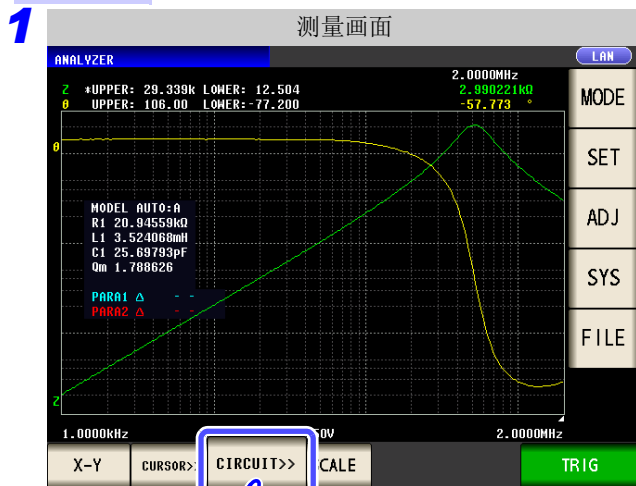 1
测量画面
ANALYZER
LAN
2.0000MHz
Z *UPPER: 29.339k LOWER: 12.504 2.990221kΩ
θ UPPER: 106.00 LOWER:-77.200 -57.773 °
θ
MODEL AUTO:A
R1 20.94559kΩ
L1 3.524068mH
C1 25.69793pF
Qm 1.788626
PARA1 △ - -
PARA2 △ - -
Z
1.0000kHz
50V
2.0000MHz
MODE
SET
ADJ
SYS
FILE
X-Y
CURSOR>
CIRCUIT>>
SCALE
TRIG